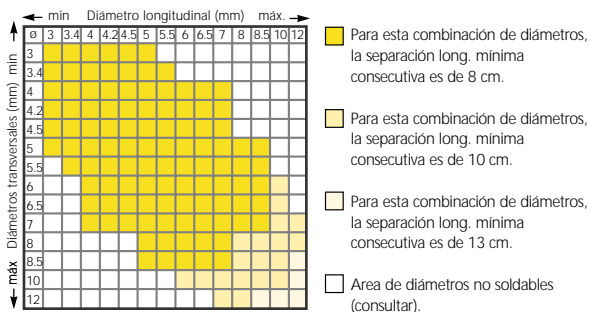 min Diámetro longitudinal (mm) máx.
ø 3 3.4 4 4.2 4.5 5 5.5 6 6.5 7 8 8.5 10 12
máx Diámetros transversales (mm) min
3
3.4
4
4.2
4.5
5
5.5
6
6.5
7
8
8.5
10
12
Para esta combinación de diámetros,
la separación long. mínima
consecutiva es de 8 cm.
Para esta combinación de diámetros,
la separación long. mínima
consecutiva es de 10 cm.
Para esta combinación de diámetros,
la separación long. mínima
consecutiva es de 13 cm.
Area de diámetros no soldables
(consultar).